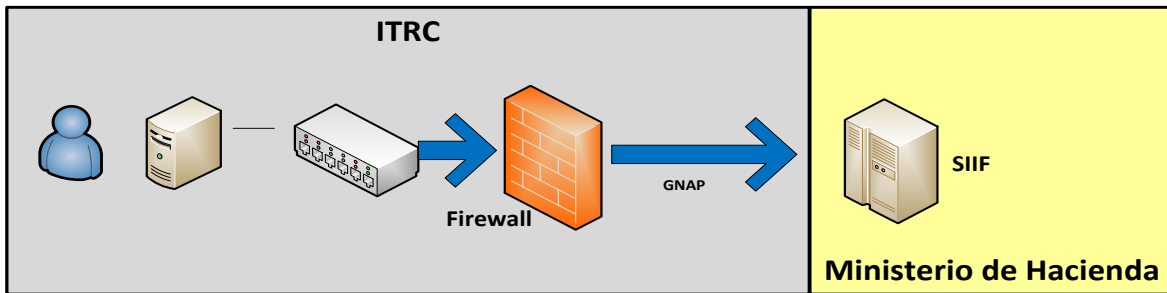 ITRC
Firewall
GNAP
SIIF
Ministerio de Hacienda